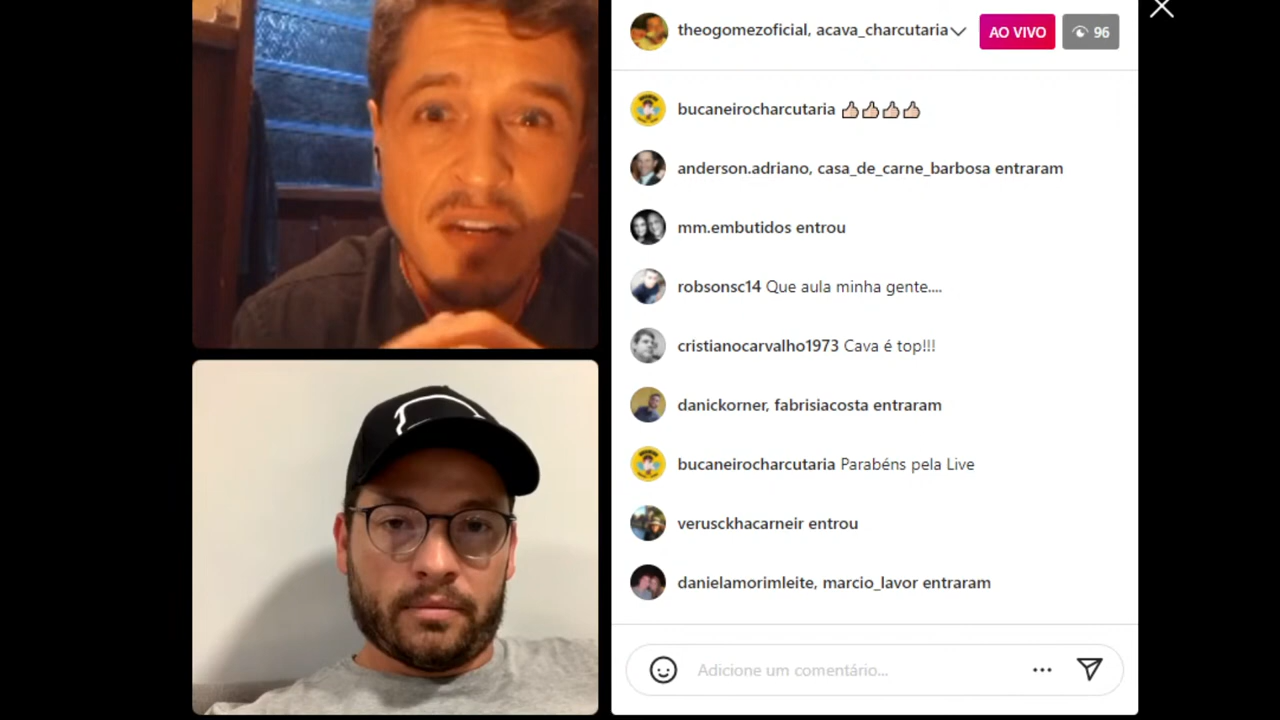 theogomezoficial, acava_charcutaria AO VIVO 96
bucaneirocharcutaria 👍🏻👍🏻👍🏻👍🏻
anderson.adriano, casa_de_carne_barbosa entraram
mm.embutidos entrou
robsonsc14 Que aula minha gente....
cristianocarvalho1973 Cava é top!!!
danickorner, fabrisiacosta entraram
bucaneirocharcutaria Parabéns pela Live
verusckhacarneir entrou
danielamorimleite, marcio_lavor entraram
Adicione um comentário...